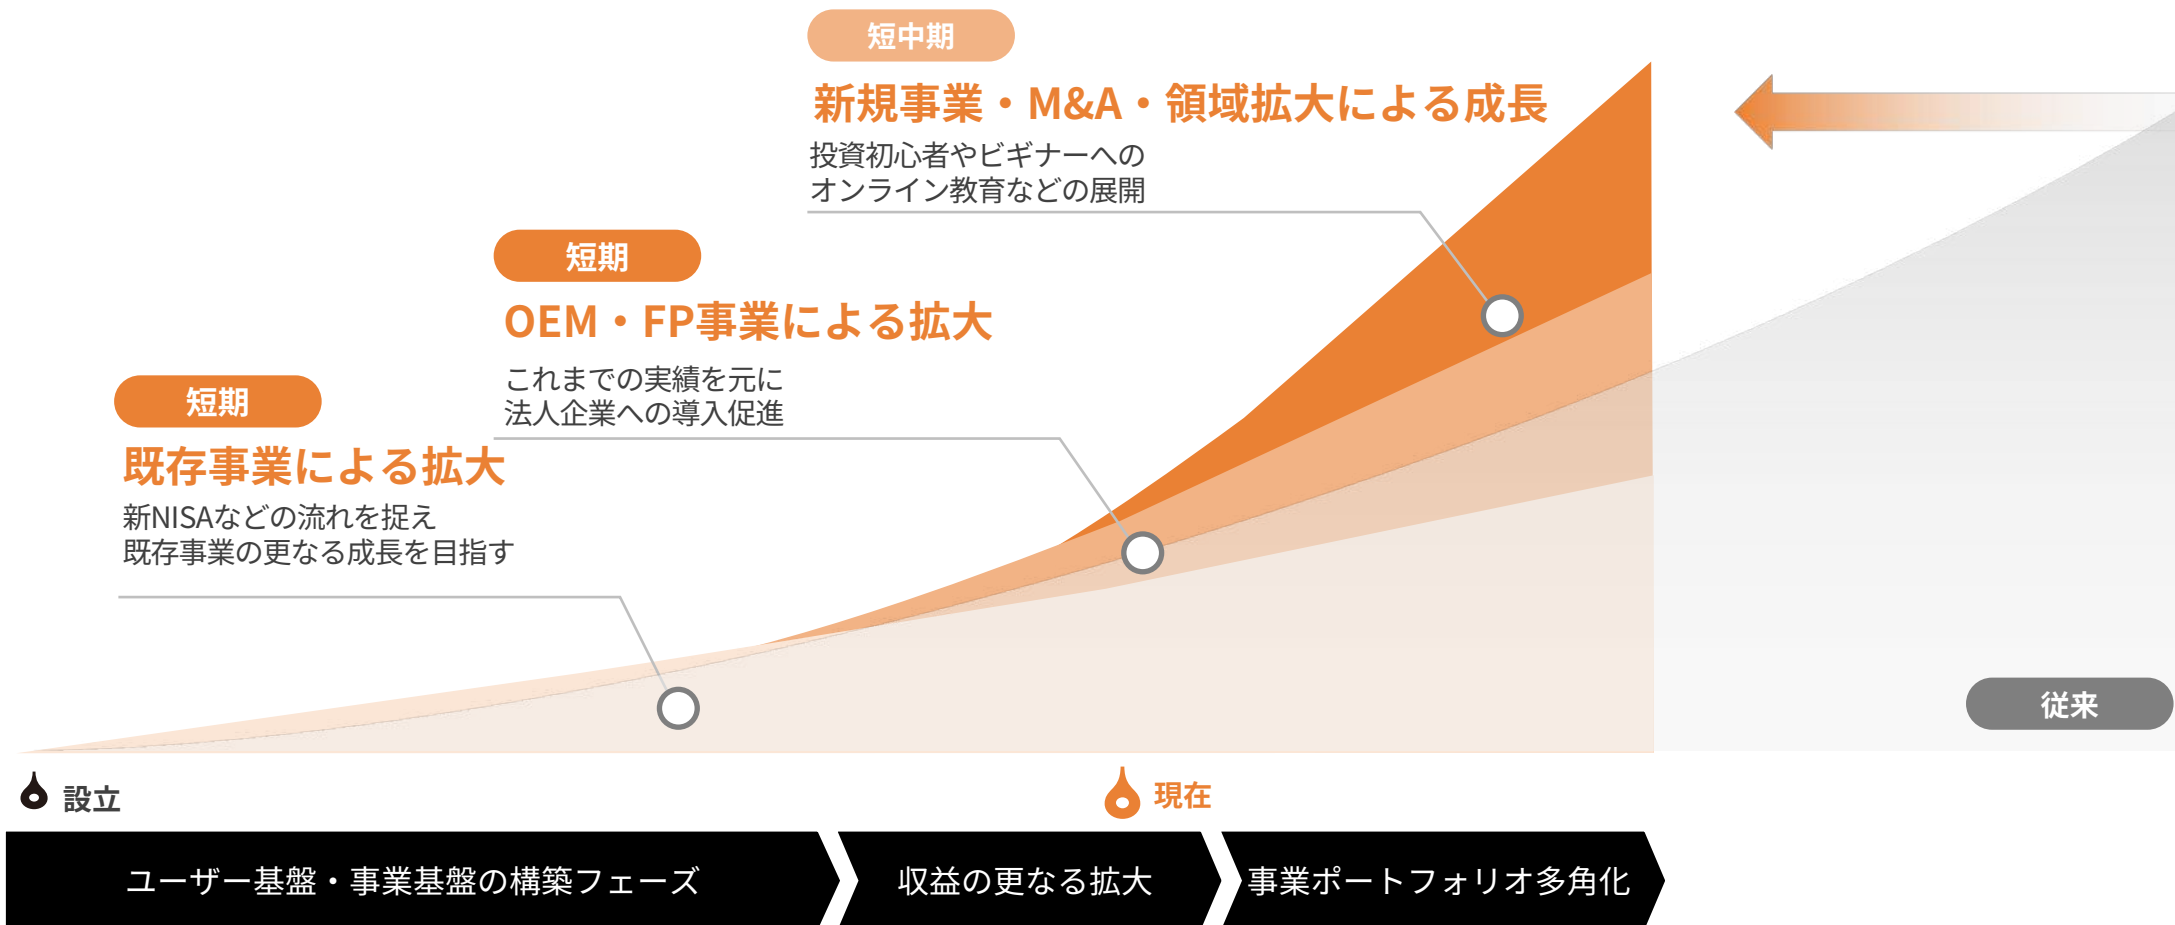 短中期
新規事業・M&A・領域拡大による成長
投資初心者やビギナーへの
オンライン教育などの展開
短期
OEM・FP事業による拡大
これまでの実績を元に
法人企業への導入促進
短期
既存事業による拡大
新NISAなどの流れを捉え
既存事業の更なる成長を目指す
従来
設立
現在
ユーザー基盤・事業基盤の構築フェーズ
収益の更なる拡大
事業ポートフォリオ多角化